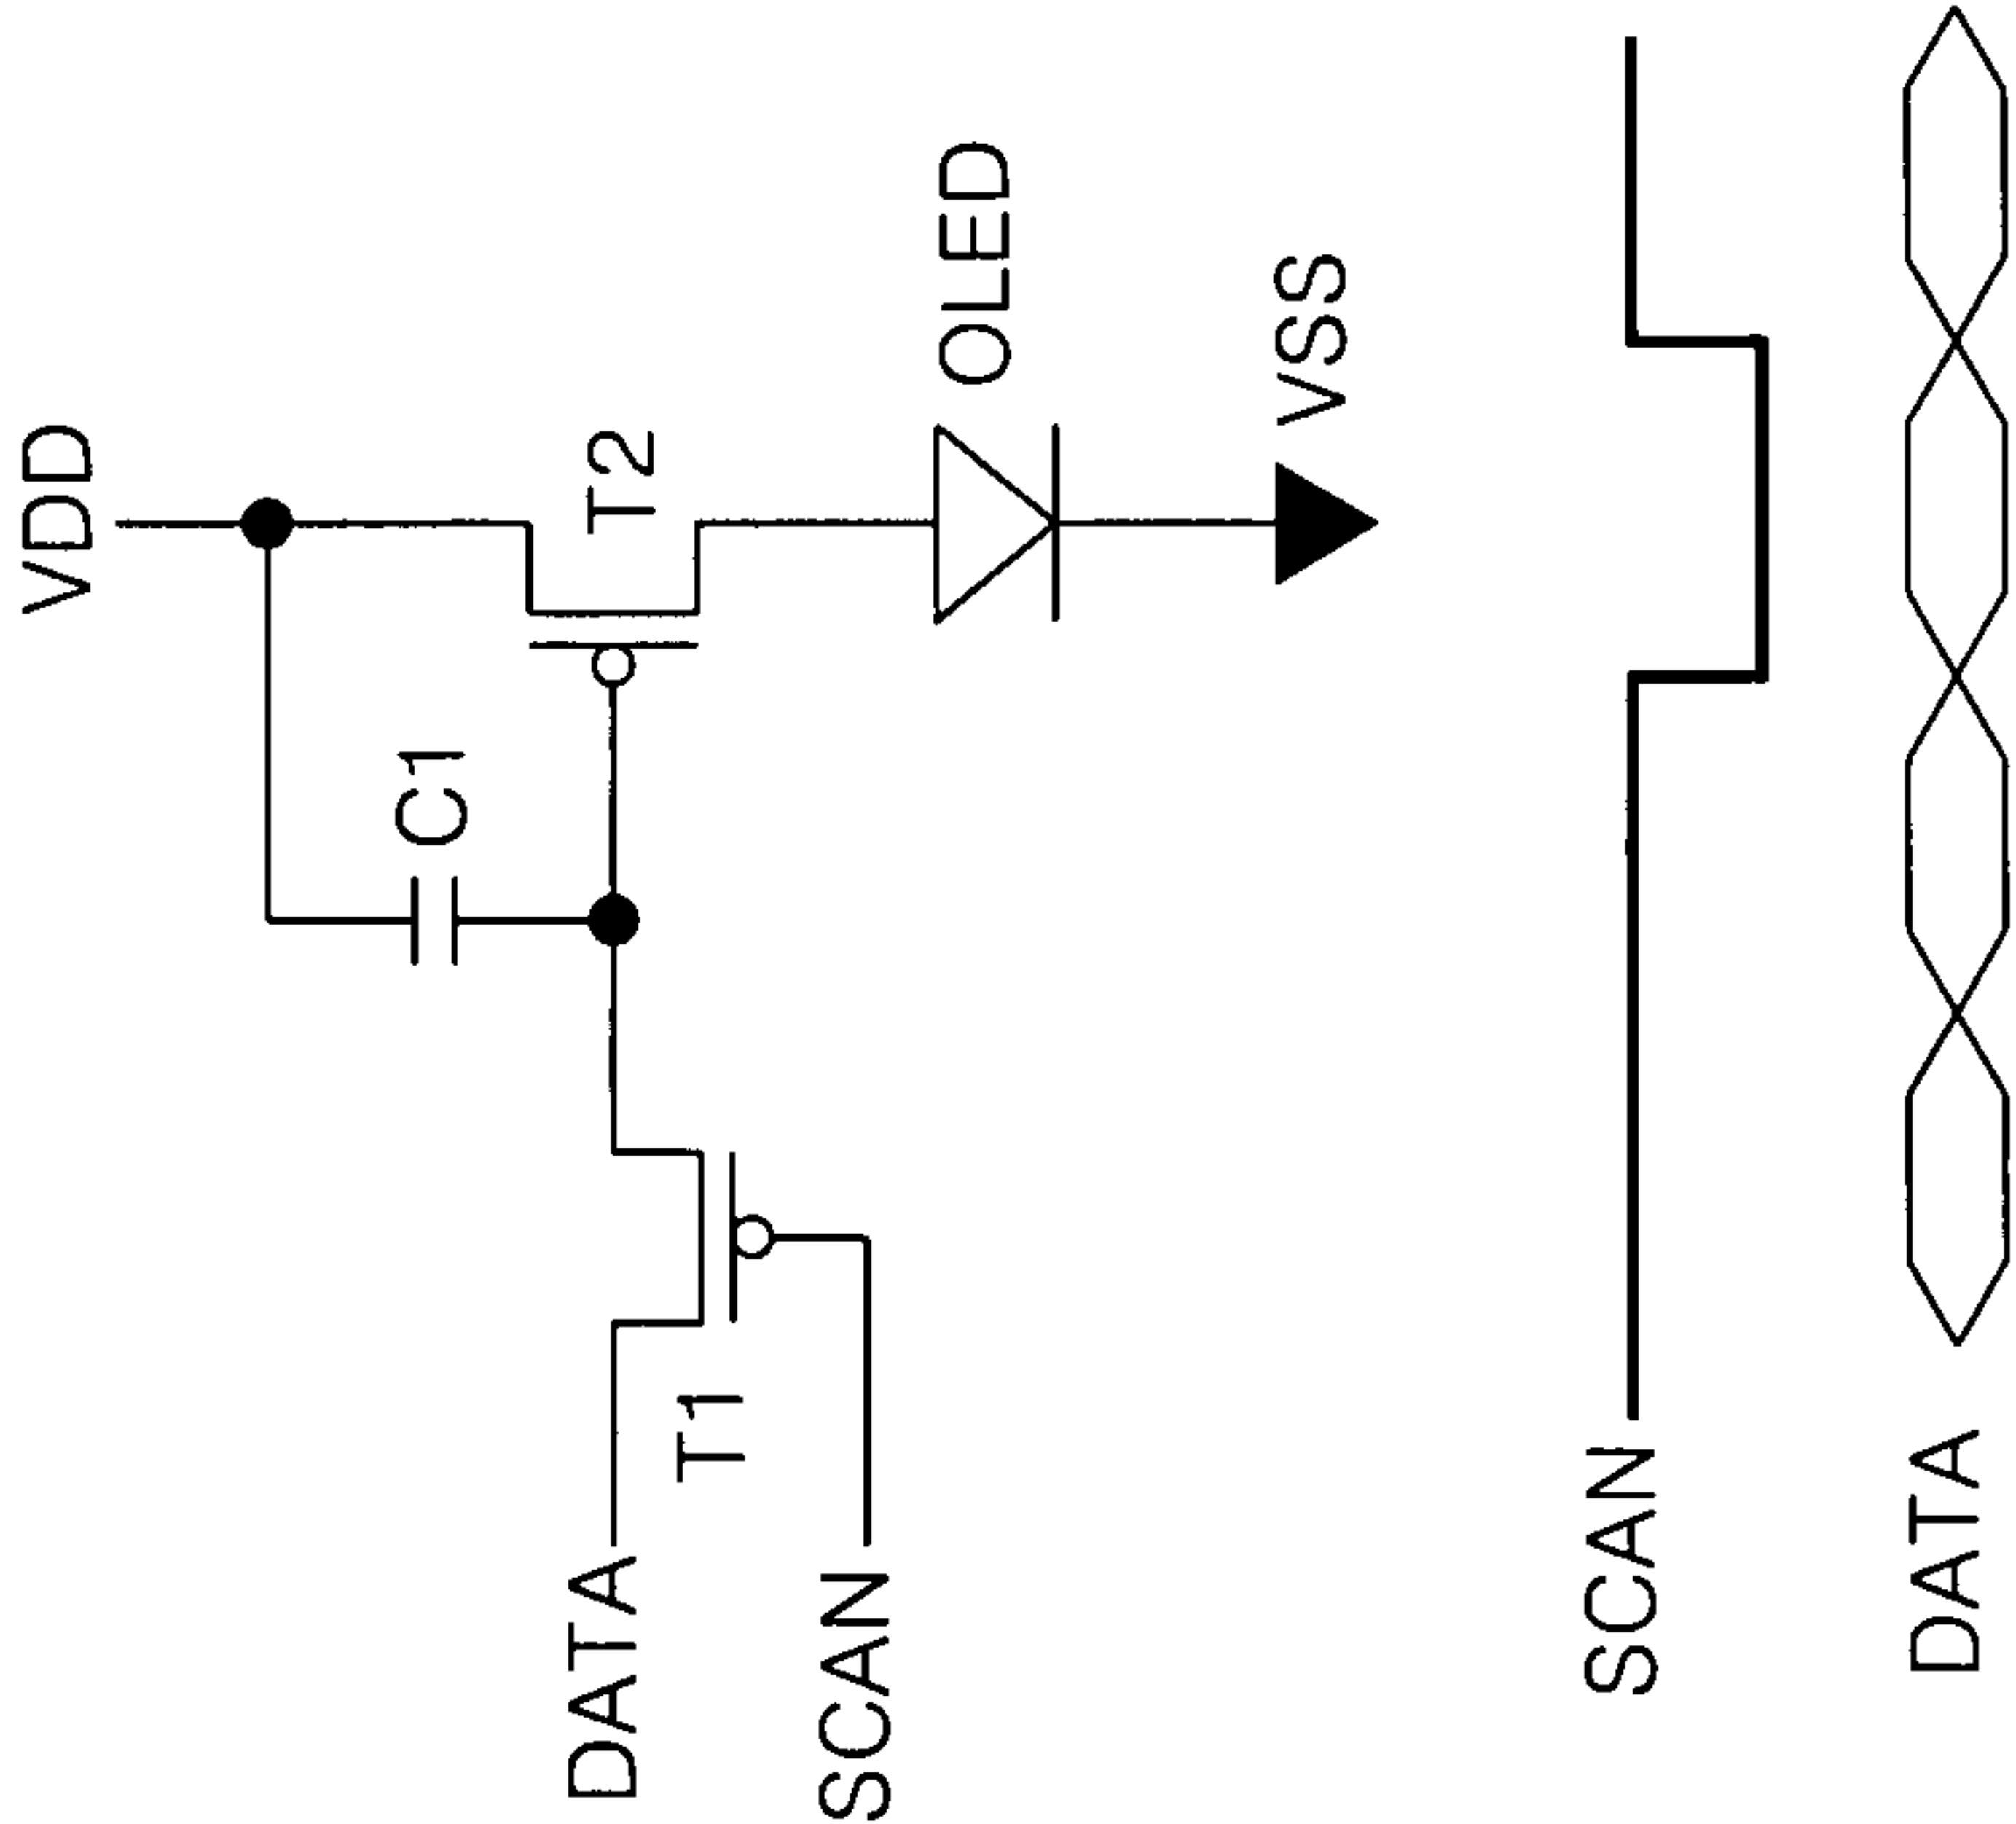 VDD
C1
T2
DATA
T1
SCAN
OLED
VSS
SCAN
DATA